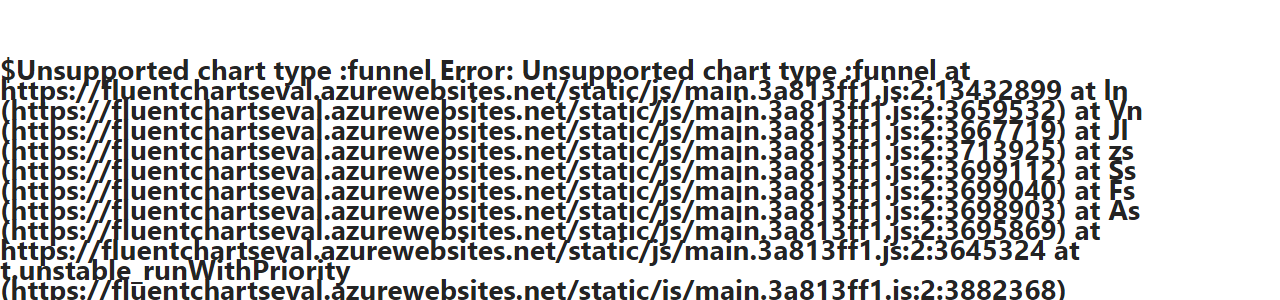 $Unsupported chart type :funnel Error: Unsupported chart type :funnel at
https://fluentchartseval.azurewebsites.net/static/js/main.3a813ff1.js:2:13432899 at ln
(https://fluentchartseval.azurewebsites.net/static/js/main.3a813ff1.js:2:3659532) at Vn
(https://fluentchartseval.azurewebsites.net/static/js/main.3a813ff1.js:2:3667719) at Jl
(https://fluentchartseval.azurewebsites.net/static/js/main.3a813ff1.js:2:3713925) at zs
(https://fluentchartseval.azurewebsites.net/static/js/main.3a813ff1.js:2:3699112) at Ss
(https://fluentchartseval.azurewebsites.net/static/js/main.3a813ff1.js:2:3699040) at Fs
(https://fluentchartseval.azurewebsites.net/static/js/main.3a813ff1.js:2:3698903) at As
(https://fluentchartseval.azurewebsites.net/static/js/main.3a813ff1.js:2:3695869) at
https://fluentchartseval.azurewebsites.net/static/js/main.3a813ff1.js:2:3645324 at
t.unstable_runWithPriority
(https://fluentchartseval.azurewebsites.net/static/js/main.3a813ff1.js:2:3882368)